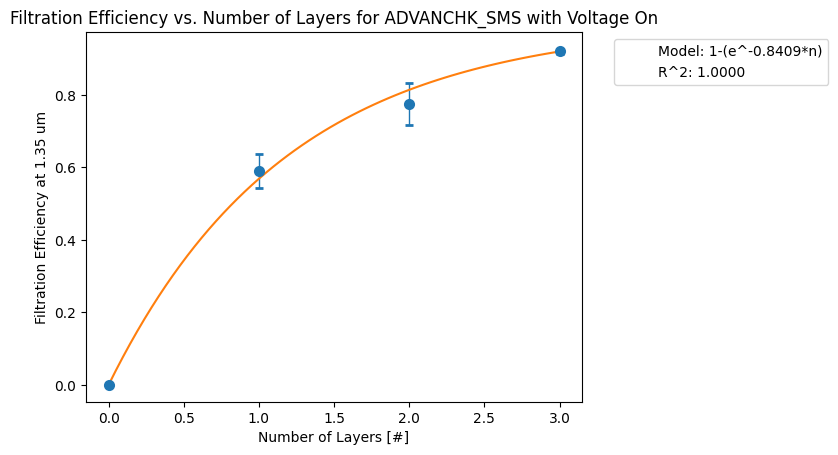 Filtration Efficiency vs. Number of Layers for ADVANCHK_SMS with Voltage On
Model: 1-(e^-0.8409*n)
R^2: 1.0000
Filtration Efficiency at 1.35 um
0.8
0.6
0.4
0.2
0.0
0.0 0.5 1.0 1.5 2.0 2.5 3.0
Number of Layers [#]